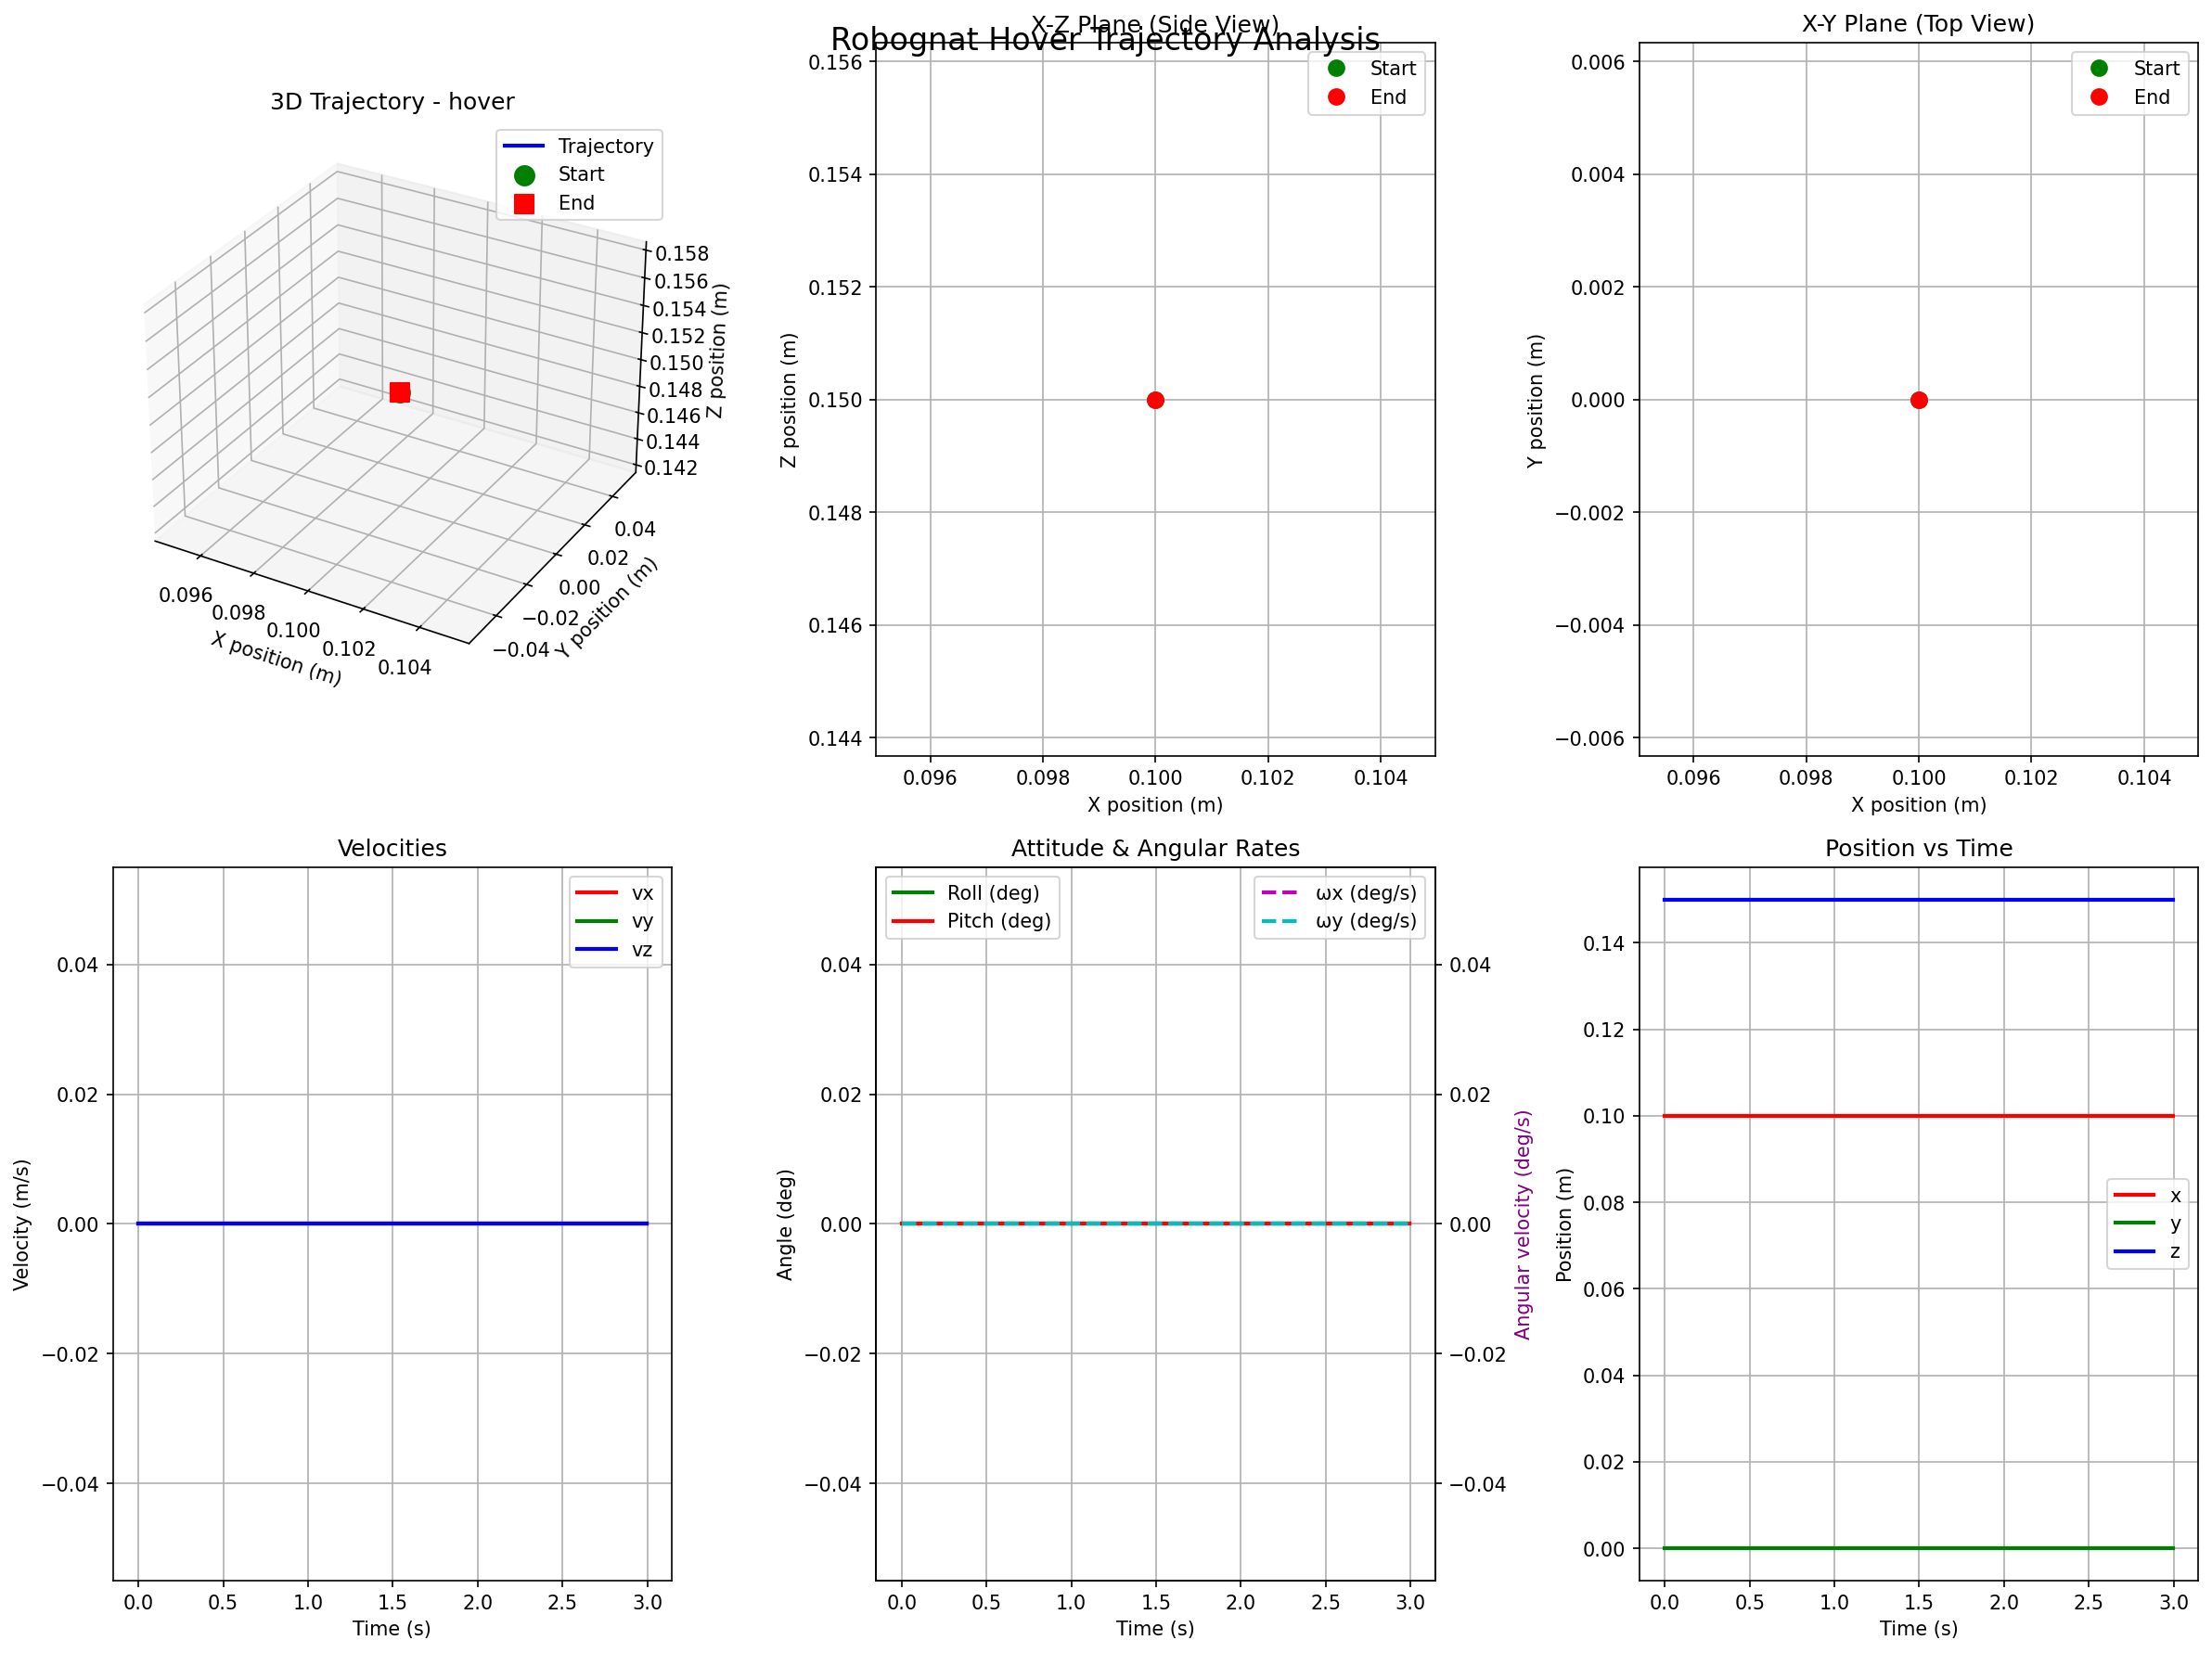 Robognat Hover Trajectory Analysis
3D Trajectory - hover
Trajectory
Start
End
0.158
0.156
0.154
0.152
0.150
0.148
0.146
0.144
0.142
Z position (m)
0.04
0.02
0.00
−0.02
−0.04
Y position (m)
0.096
0.098
0.100
0.102
0.104
X position (m)
X-Z Plane (Side View)
Start
End
0.156
0.154
0.152
0.150
0.148
0.146
0.144
Z position (m)
0.096 0.098 0.100 0.102 0.104
X position (m)
X-Y Plane (Top View)
Start
End
0.006
0.004
0.002
0.000
−0.002
−0.004
−0.006
Y position (m)
0.096 0.098 0.100 0.102 0.104
X position (m)
Velocities
vx
vy
vz
0.04
0.02
0.00
−0.02
−0.04
Velocity (m/s)
0.0 0.5 1.0 1.5 2.0 2.5 3.0
Time (s)
Attitude & Angular Rates
Roll (deg)
Pitch (deg)
ωx (deg/s)
ωy (deg/s)
0.04
0.02
0.00
−0.02
−0.04
Angle (deg)
0.04
0.02
0.00
−0.02
−0.04
Angular velocity (deg/s)
0.0 0.5 1.0 1.5 2.0 2.5 3.0
Time (s)
Position vs Time
x
y
z
0.14
0.12
0.10
0.08
0.06
0.04
0.02
0.00
Position (m)
0.0 0.5 1.0 1.5 2.0 2.5 3.0
Time (s)